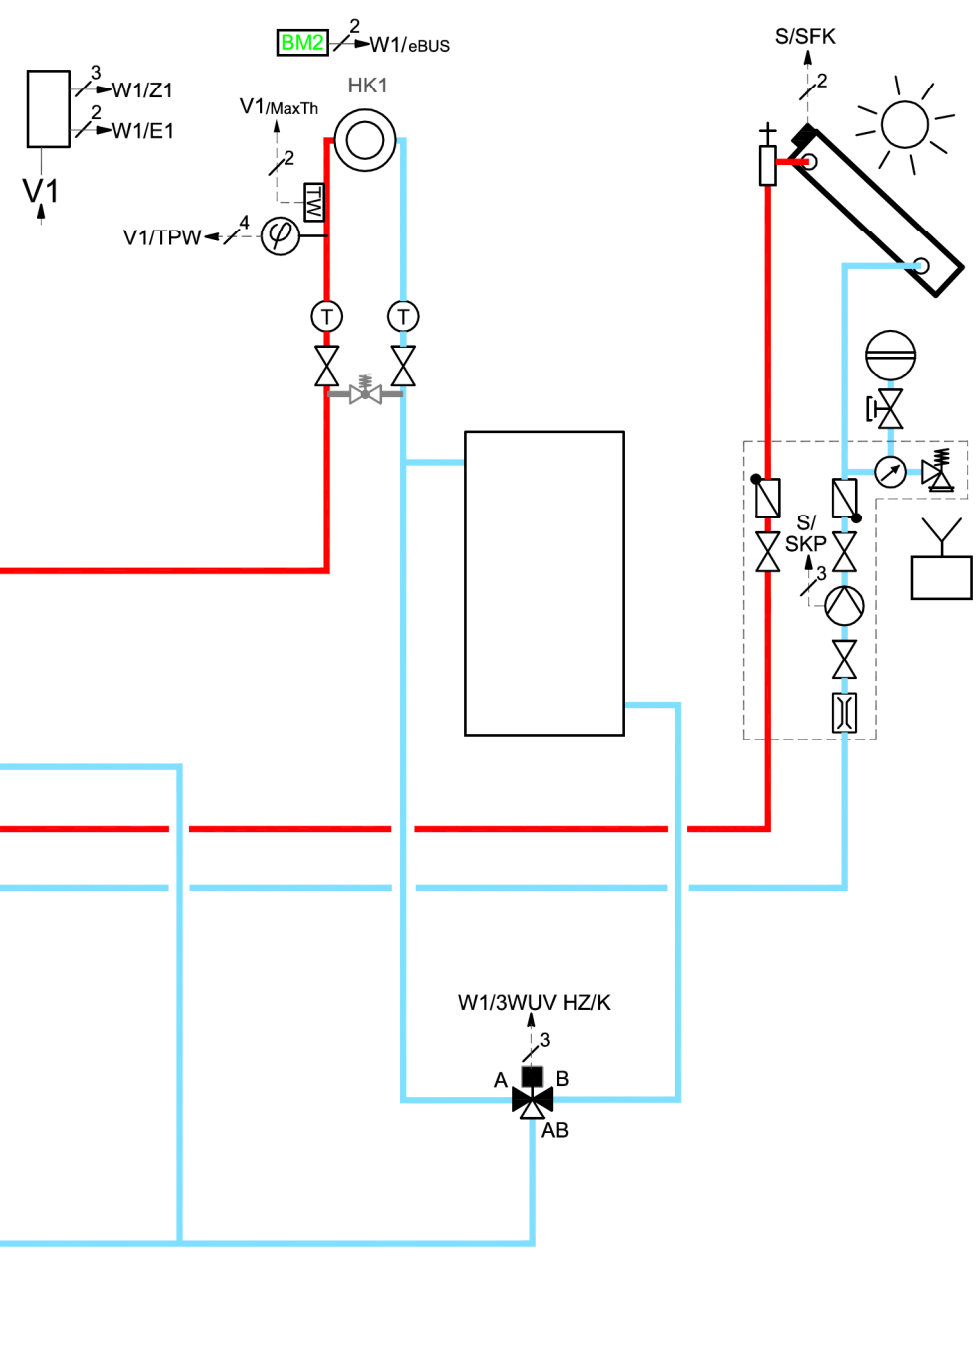 2
BM2
W1/eBUS
S/SFK
3
W1/Z1
HK1
2
V1/MaxTh
2
W1/E1
2
V1
TW
4
V1/TPW
φ
T
T
S/
SKP
3
W1/3WUV HZ/K
3
A
B
AB